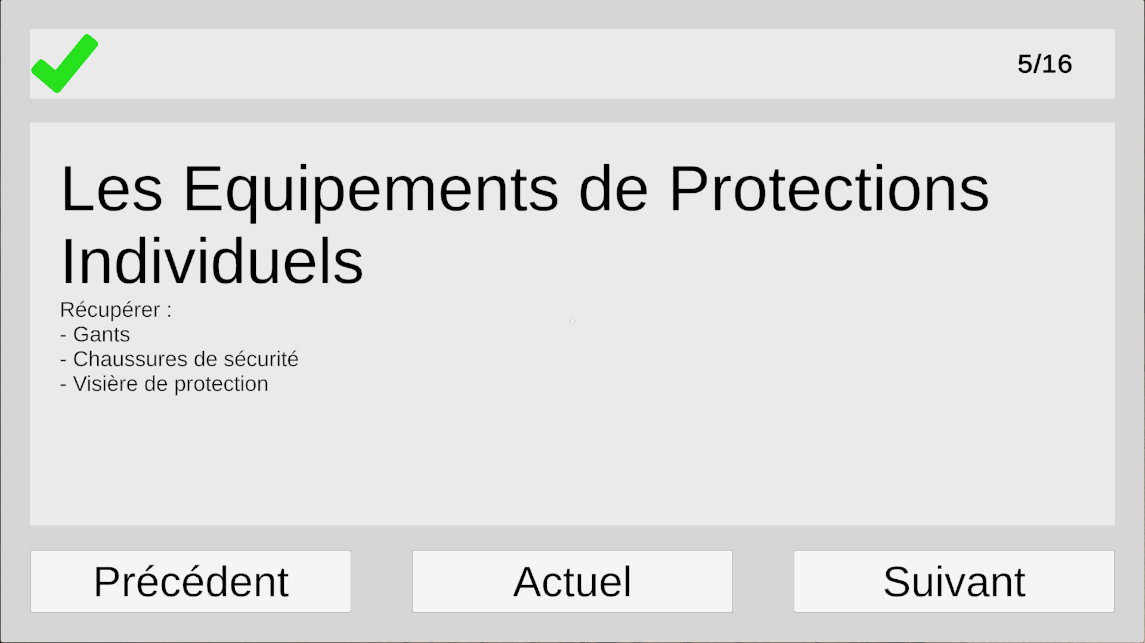 5/16
Les Equipements de Protections
Individuels
Récupérer :
- Gants
- Chaussures de sécurité
- Visière de protection
Précédent
Actuel
Suivant